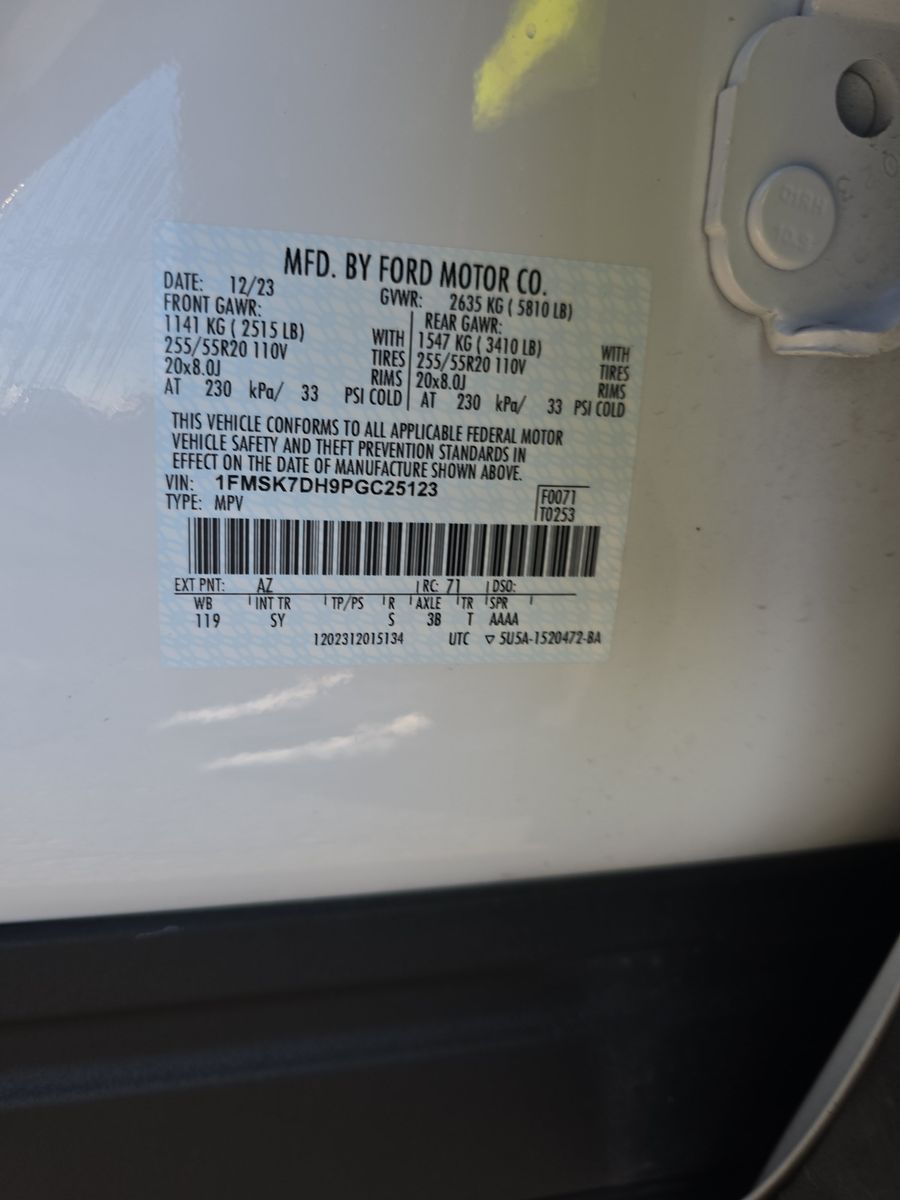 MFD. BY FORD MOTOR CO.
DATE: 12/23 GVWR: 2635 KG ( 5810 LB)
FRONT GAWR: REAR GAWR:
1141 KG ( 2515 LB) WITH 1547 KG ( 3410 LB) WITH
255/55R20 110V TIRES 255/55R20 110V TIRES
20x8.0J RIMS 20x8.0J RIMS
AT 230 kPa/ 33 PSI COLD AT 230 kPa/ 33 PSI COLD
THIS VEHICLE CONFORMS TO ALL APPLICABLE FEDERAL MOTOR
VEHICLE SAFETY AND THEFT PREVENTION STANDARDS IN
EFFECT ON THE DATE OF MANUFACTURE SHOWN ABOVE.
VIN: 1FMSK7DH9PGC25123 F0071
TYPE: MPV T0253
EXT PNT: AZ RC: 71 DSO:
WB INT TR TP/PS R AXLE TR SPR
119 SY S 3B T AAAA
1202312015134 UTC ▽ 5U5A-1520472-BA